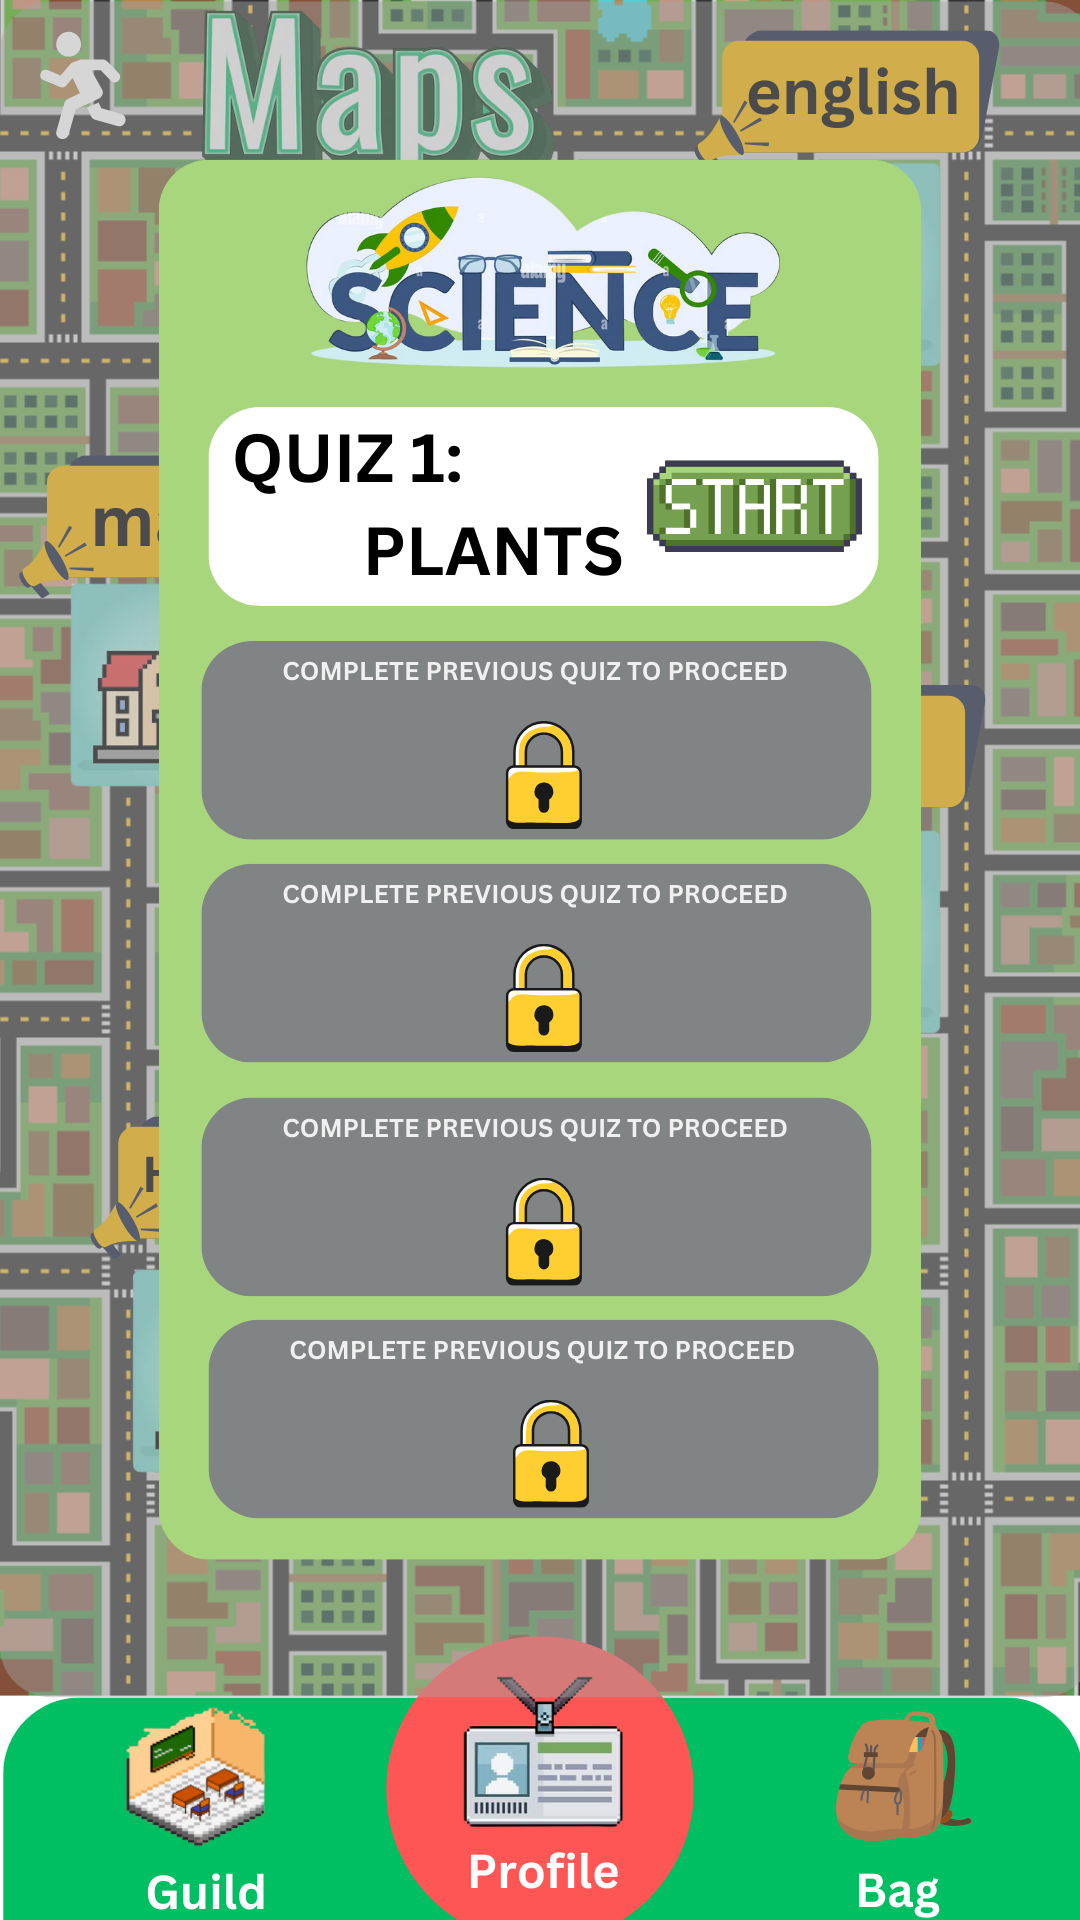 Maps
english
SCIENCE
QUIZ 1:
PLANTS
START
COMPLETE PREVIOUS QUIZ TO PROCEED
COMPLETE PREVIOUS QUIZ TO PROCEED
COMPLETE PREVIOUS QUIZ TO PROCEED
COMPLETE PREVIOUS QUIZ TO PROCEED
Guild
Profile
Bag